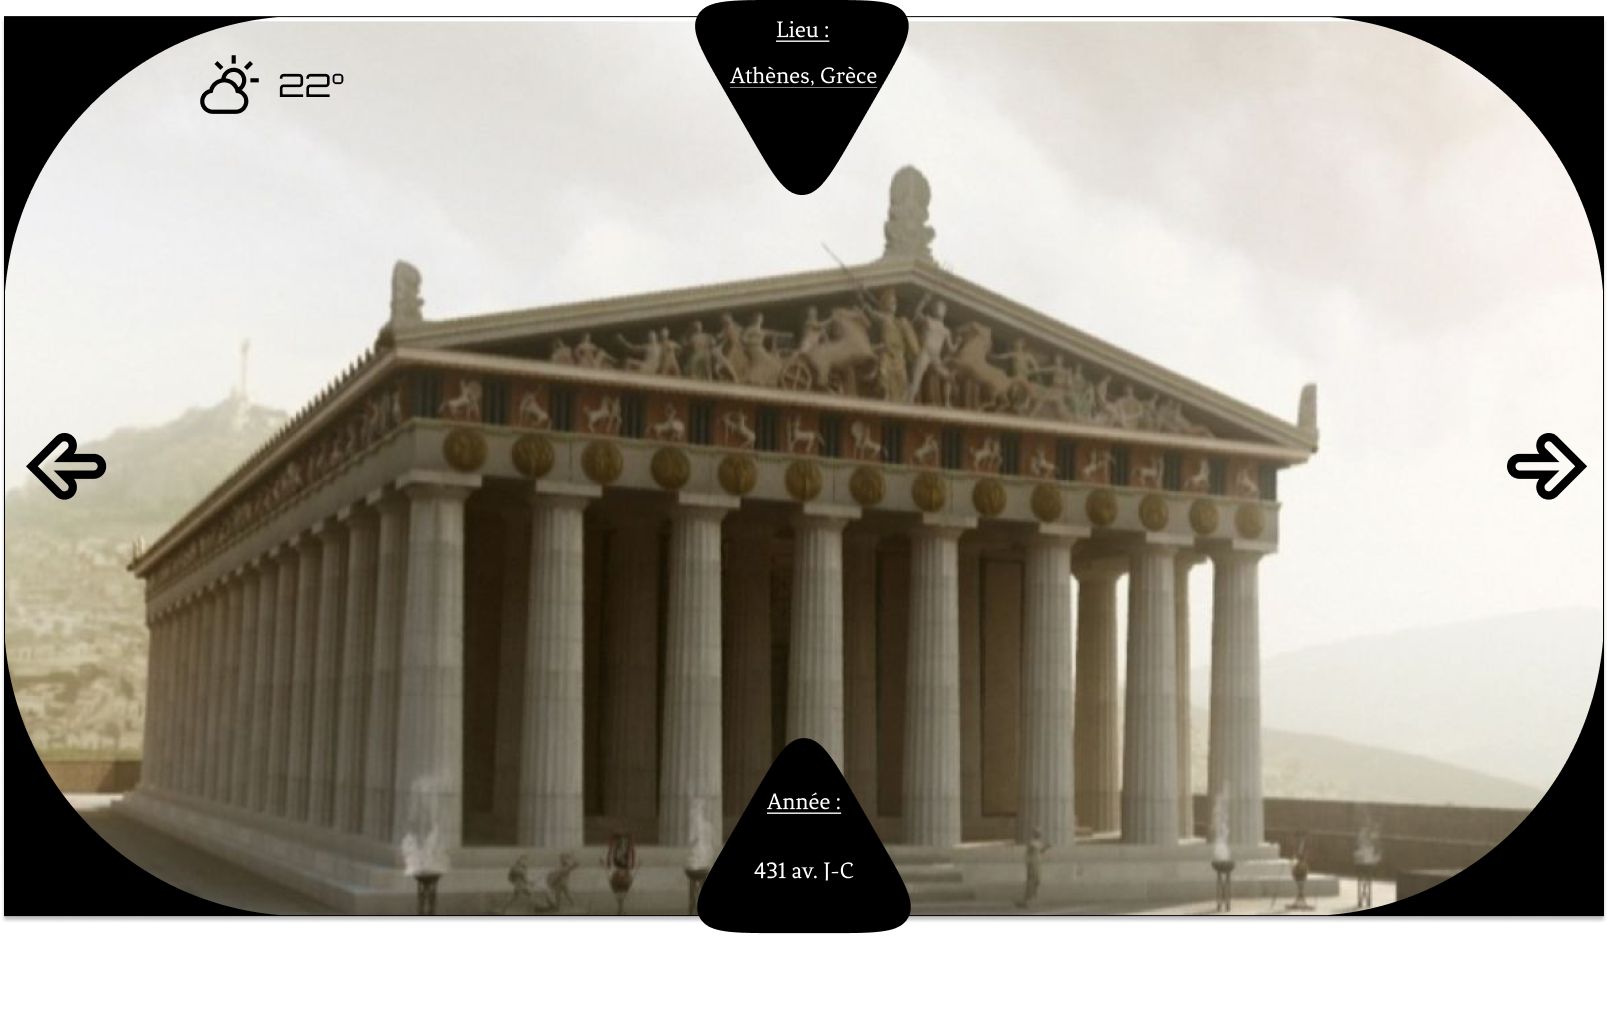 Lieu :
Athènes, Grèce
22°
Année :
431 av. J-C